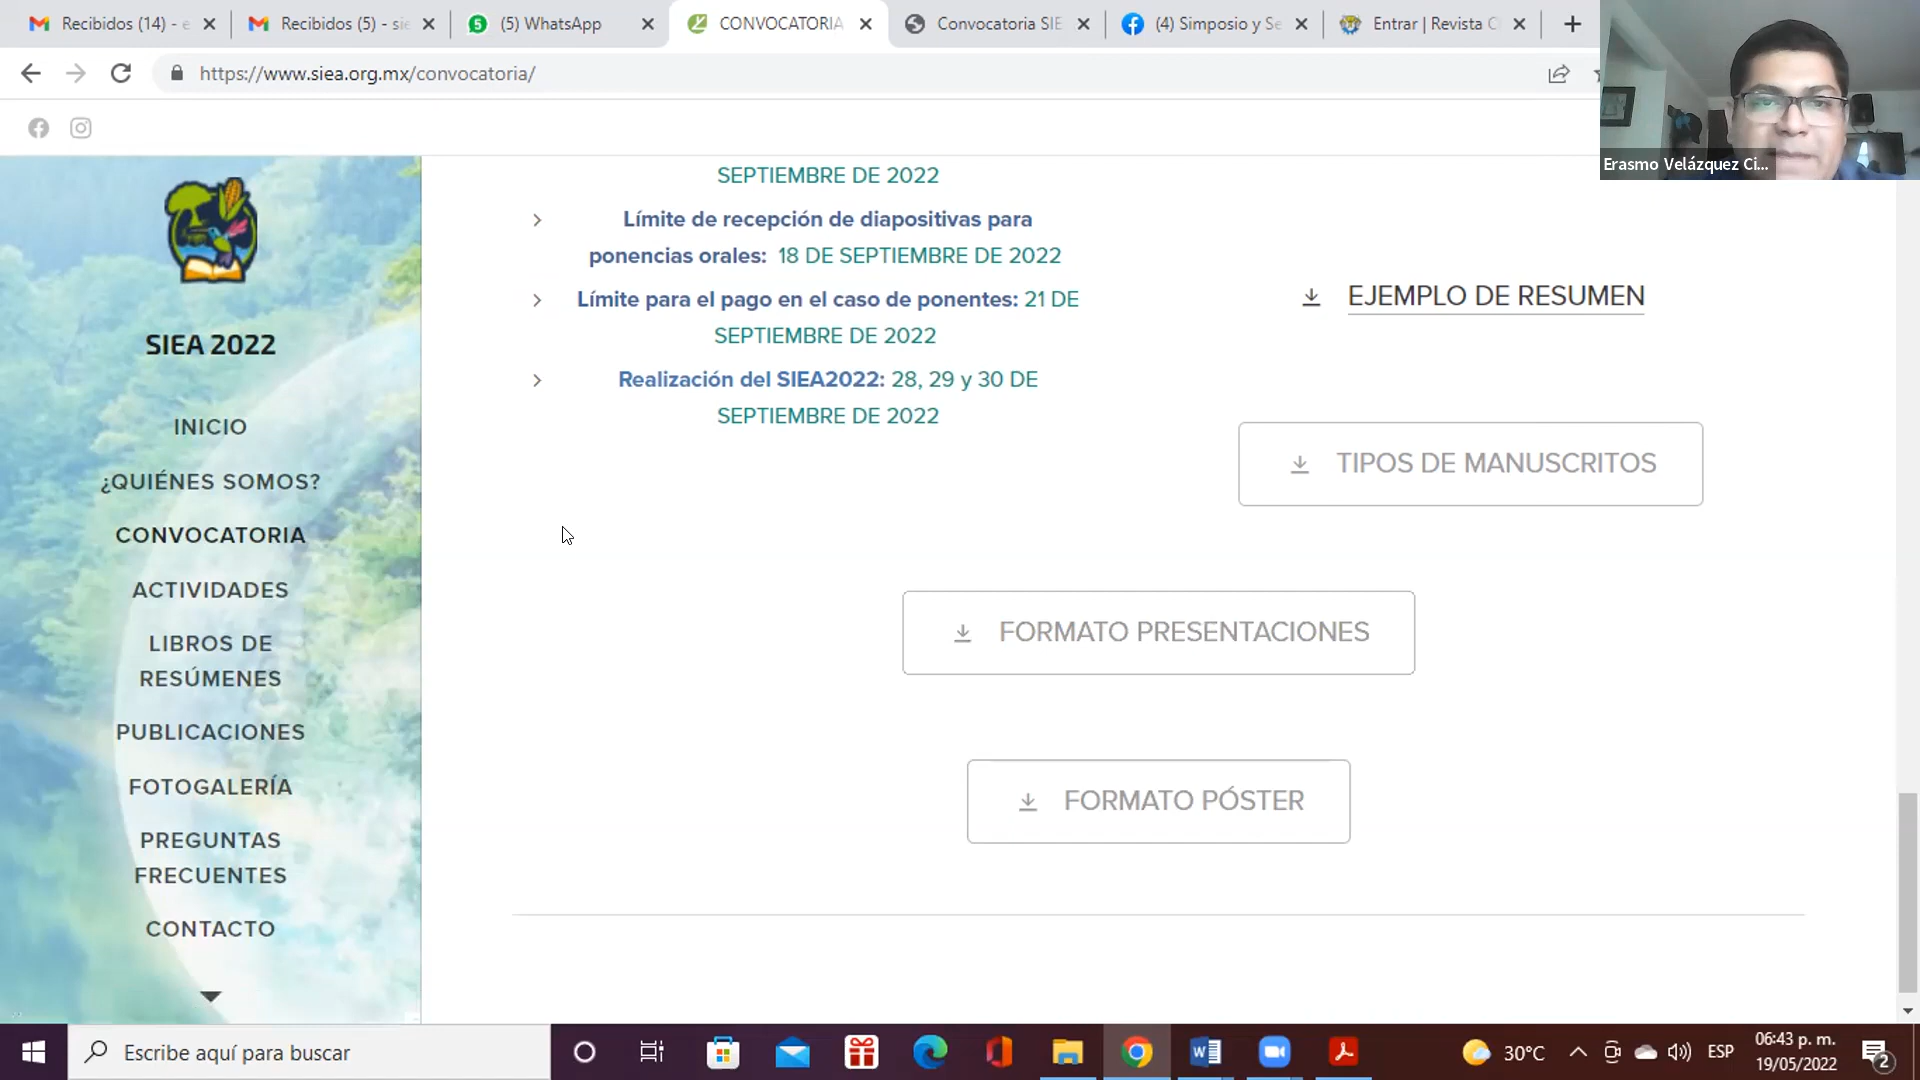 Recibidos (14) - e
Recibidos (5) - sie
(5) WhatsApp
CONVOCATORIA
Convocatoria SIE
(4) Simposio y Se
Entrar | Revista C
https://www.siea.org.mx/convocatoria/
Erasmo Velázquez Ci...
SIEA 2022
INICIO
¿QUIÉNES SOMOS?
CONVOCATORIA
ACTIVIDADES
LIBROS DE
RESÚMENES
PUBLICACIONES
FOTOGALERÍA
PREGUNTAS
FRECUENTES
CONTACTO
SEPTIEMBRE DE 2022
Límite de recepción de diapositivas para
ponencias orales: 18 DE SEPTIEMBRE DE 2022
Límite para el pago en el caso de ponentes: 21 DE
SEPTIEMBRE DE 2022
Realización del SIEA2022: 28, 29 y 30 DE
SEPTIEMBRE DE 2022
EJEMPLO DE RESUMEN
TIPOS DE MANUSCRITOS
FORMATO PRESENTACIONES
FORMATO PÓSTER
Escribe aquí para buscar
30°C
ESP
06:43 p. m.
19/05/2022
2